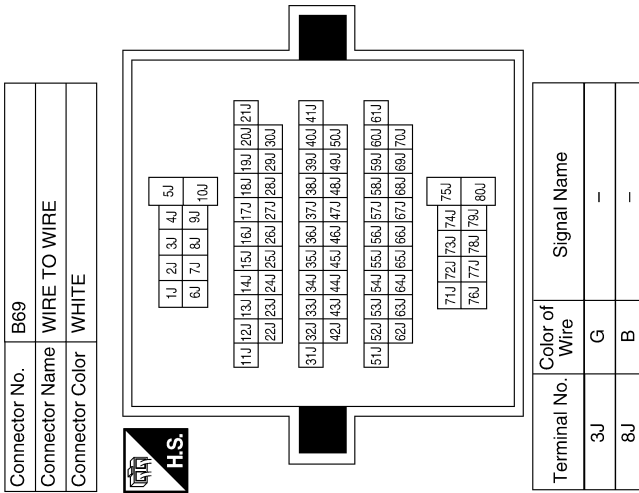 Connector No. B69
Connector Name WIRE TO WIRE
Connector Color WHITE
H.S.
1J 2J 3J 4J 5J
6J 7J 8J 9J 10J
11J 12J 13J 14J 15J 16J 17J 18J 19J 20J 21J
22J 23J 24J 25J 26J 27J 28J 29J 30J
31J 32J 33J 34J 35J 36J 37J 38J 39J 40J 41J
42J 43J 44J 45J 46J 47J 48J 49J 50J
51J 52J 53J 54J 55J 56J 57J 58J 59J 60J 61J
62J 63J 64J 65J 66J 67J 68J 69J 70J
71J 72J 73J 74J 75J
76J 77J 78J 79J 80J
Terminal No. Color of Wire Signal Name
3J G –
8J B –